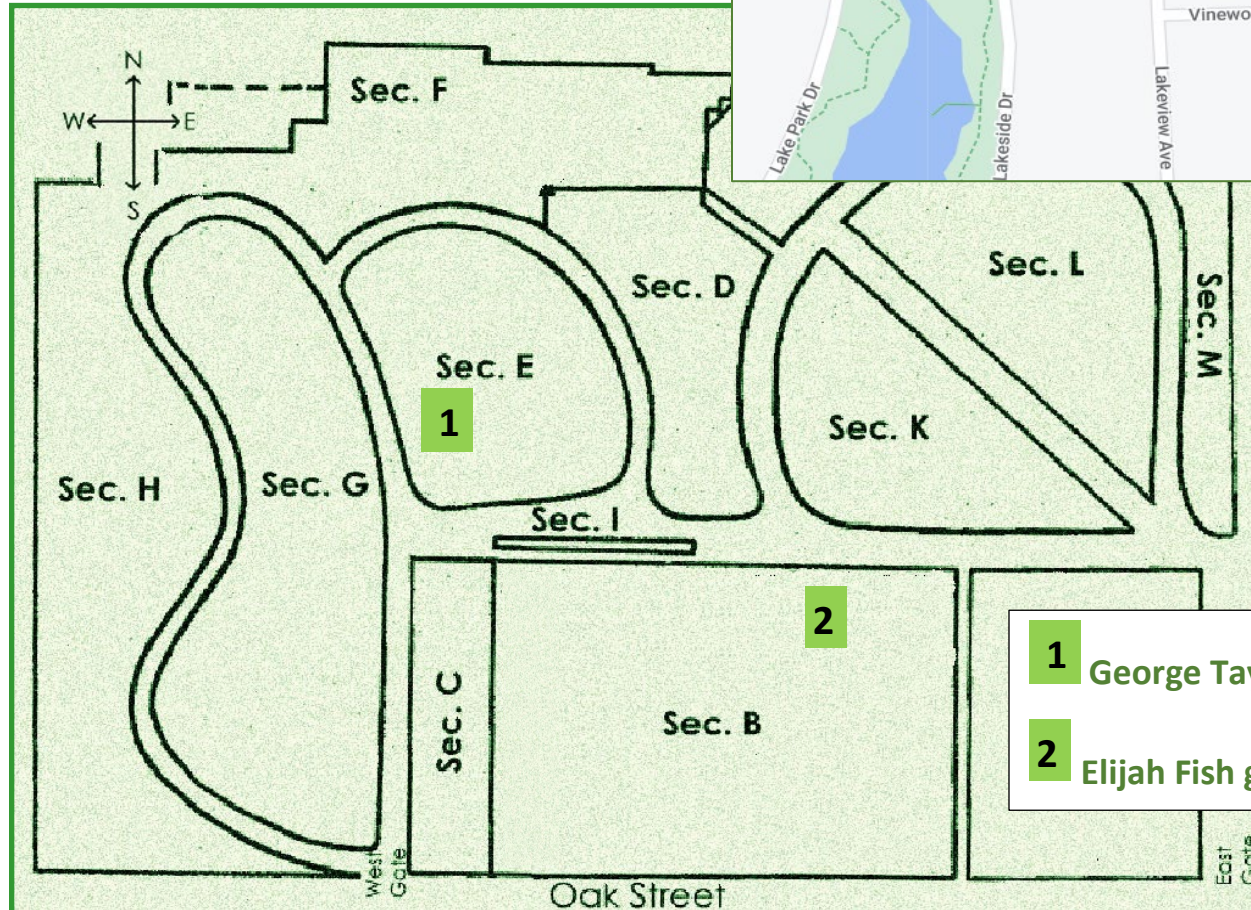 Vinewo
N
Sec. F
W
E
Lake Park Dr
Lakeside Dr
Lakeview Ave
S
Sec. L
Sec. D
Sec. M
Sec. E
1
Sec. K
Sec. H
Sec. G
Sec. I
2
1 George Tav
Sec. C
Sec. B
2 Elijah Fish g
West
Gate
East
Gate
Oak Street